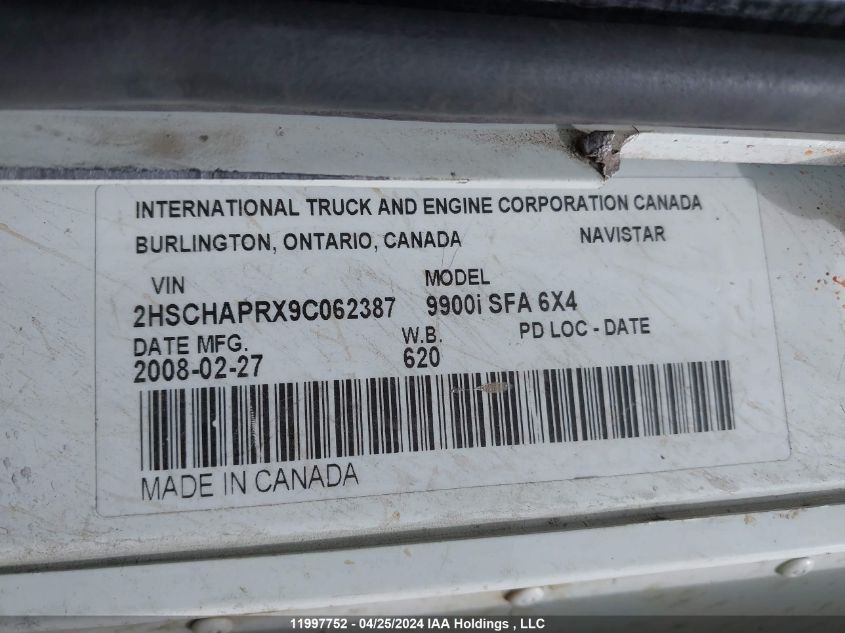 INTERNATIONAL TRUCK AND ENGINE CORPORATION CANADA
BURLINGTON, ONTARIO, CANADA NAVISTAR
VIN MODEL
2HSCHAPRX9C062387 9900i SFA 6X4
DATE MFG. W.B. PD LOC - DATE
2008-02-27 620
MADE IN CANADA
11997752 - 04/25/2024 IAA Holdings , LLC